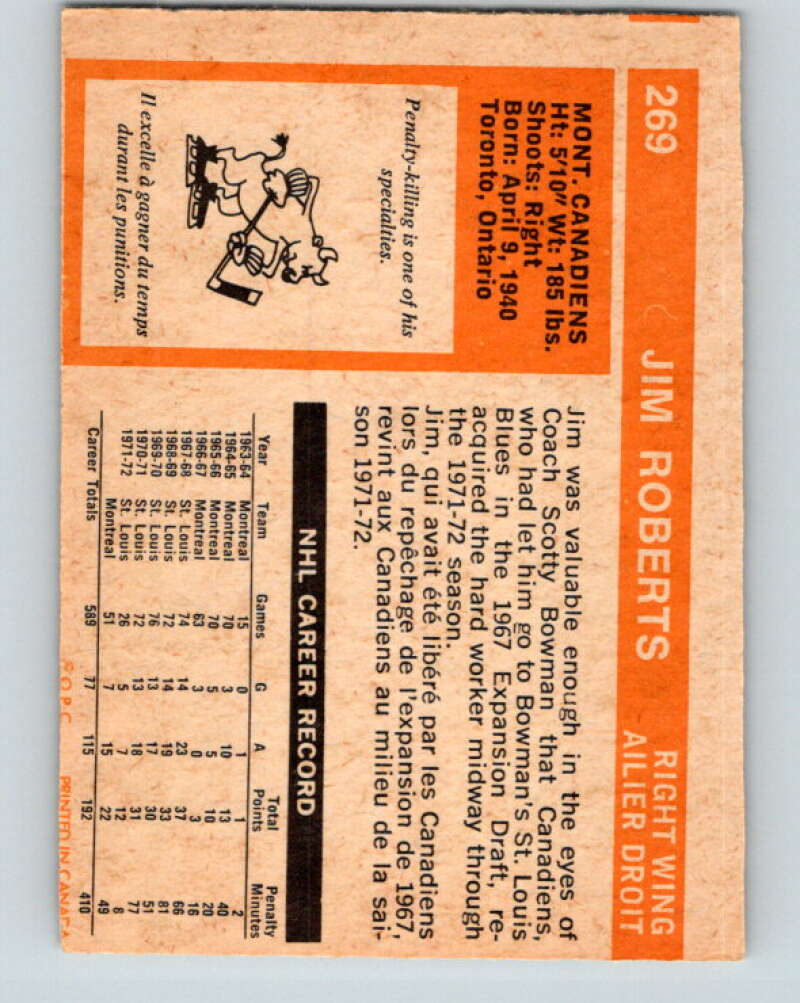 269 JIM ROBERTS RIGHT WING
AILIER DROIT
MONT. CANADIENS
Ht: 5'10" Wt: 185 lbs.
Shoots: Right
Born: April 9, 1940
Toronto, Ontario
Penalty-killing is one of his
specialties.
Il excelle à gagner du temps
durant les punitions.
Jim was valuable enough in the eyes of
Coach Scotty Bowman that Canadiens,
who had let him go to Bowman's St. Louis
Blues in the 1967 Expansion Draft, re-
acquired the hard worker midway through
the 1971-72 season.
Jim, qui avait été libéré par les Canadiens
lors du repêchage de l'expansion de 1967,
revint aux Canadiens au milieu de la sai-
son 1971-72.
NHL CAREER RECORD
Year Team Games G A Total Points Penalty Minutes
1963-64 Montreal 15 0 1 1 2
1964-65 Montreal 70 3 10 13 40
1965-66 Montreal 70 5 5 10 20
1966-67 Montreal 63 3 0 3 16
1967-68 St. Louis 74 14 23 37 66
1968-69 St. Louis 72 14 19 33 81
1969-70 St. Louis 76 13 17 30 51
1970-71 St. Louis 72 13 18 31 77
1971-72 St. Louis 26 5 7 12 8
Montreal 51 7 15 22 49
Career Totals 589 77 115 192 410
O.P.C. PRINTED IN CANADA